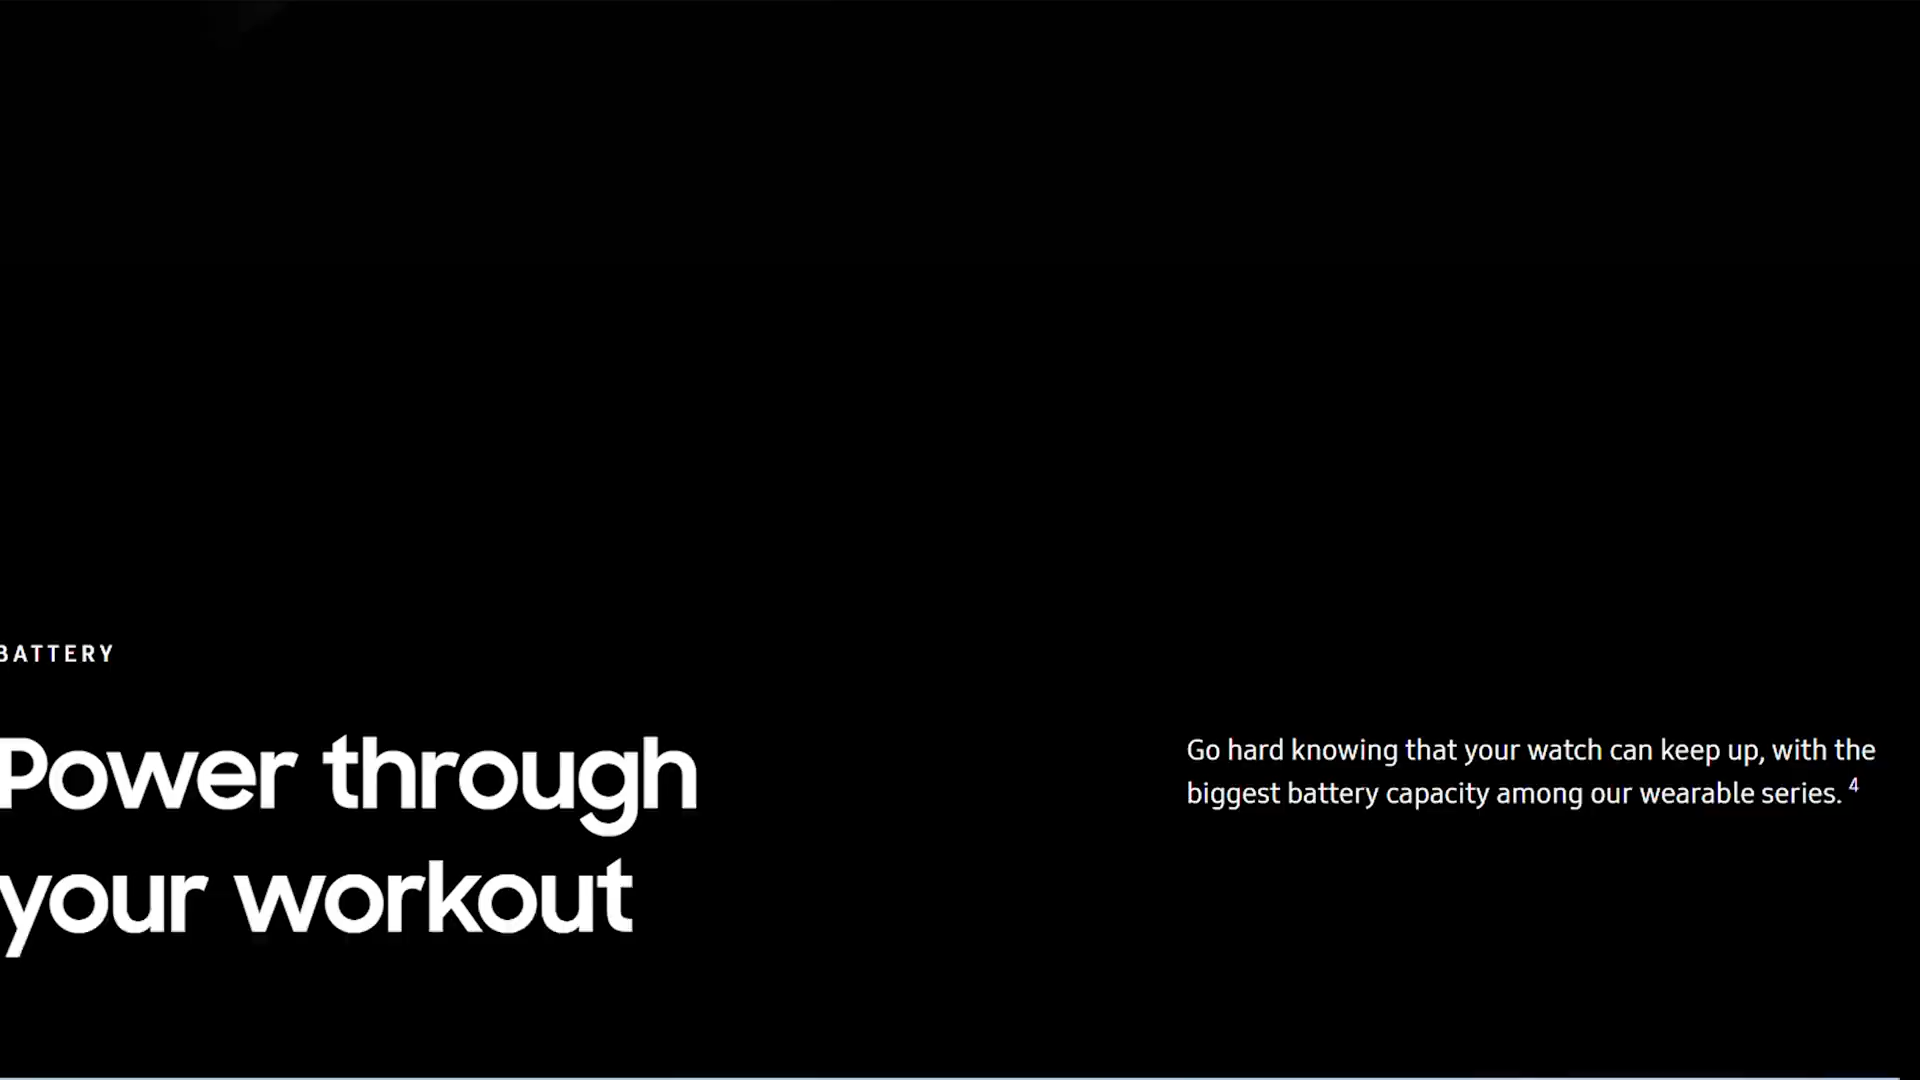 BATTERY
Power through
your workout
Go hard knowing that your watch can keep up, with the
biggest battery capacity among our wearable series. 4